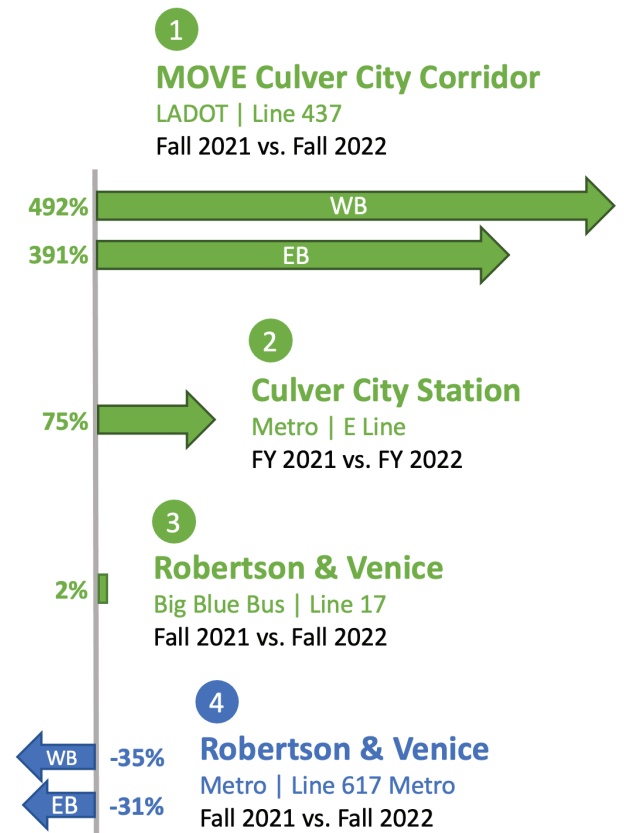 1
MOVE Culver City Corridor
LADOT | Line 437
Fall 2021 vs. Fall 2022
492% WB
391% EB
2
Culver City Station
Metro | E Line
FY 2021 vs. FY 2022
75%
3
Robertson & Venice
Big Blue Bus | Line 17
Fall 2021 vs. Fall 2022
2%
4
Robertson & Venice
Metro | Line 617 Metro
Fall 2021 vs. Fall 2022
WB -35%
EB -31%